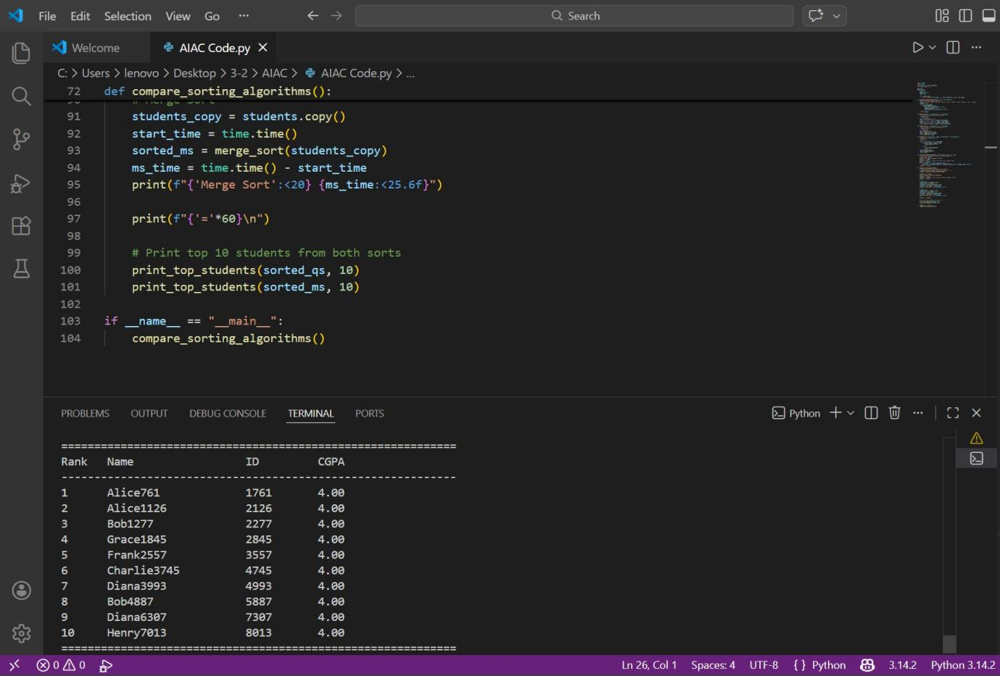 File Edit Selection View Go ··· Search
Welcome AIAC Code.py
C: > Users > lenovo > Desktop > 3-2 > AIAC > AIAC Code.py > ...
72 def compare_sorting_algorithms():
90 # Merge Sort
91 students_copy = students.copy()
92 start_time = time.time()
93 sorted_ms = merge_sort(students_copy)
94 ms_time = time.time() - start_time
95 print(f"{'Merge Sort':<20} {ms_time:<25.6f}")
96
97 print(f"{'='*60}\n")
98
99 # Print top 10 students from both sorts
100 print_top_students(sorted_qs, 10)
101 print_top_students(sorted_ms, 10)
102
103 if __name__ == "__main__":
104 compare_sorting_algorithms()
PROBLEMS OUTPUT DEBUG CONSOLE TERMINAL PORTS Python
============================================================
Rank Name ID CGPA
------------------------------------------------------------
1 Alice761 1761 4.00
2 Alice1126 2126 4.00
3 Bob1277 2277 4.00
4 Grace1845 2845 4.00
5 Frank2557 3557 4.00
6 Charlie3745 4745 4.00
7 Diana3993 4993 4.00
8 Bob4887 5887 4.00
9 Diana6307 7307 4.00
10 Henry7013 8013 4.00
============================================================
0 0 Ln 26, Col 1 Spaces: 4 UTF-8 {} Python 3.14.2 Python 3.14.2